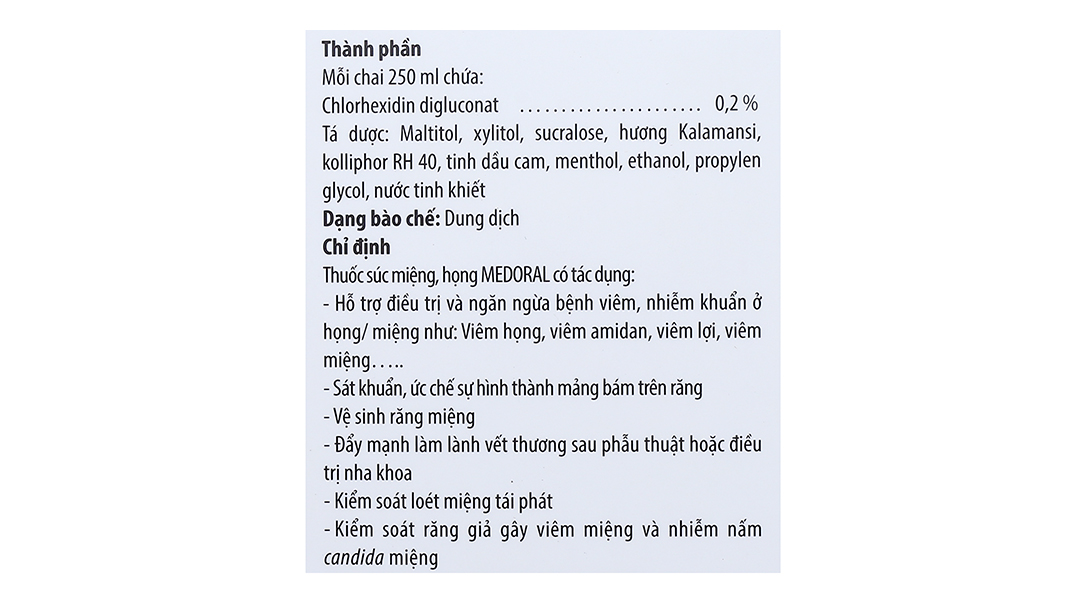 Thành phần
Mỗi chai 250 ml chứa:
Chlorhexidin digluconat ...................... 0,2 %
Tá dược: Maltitol, xylitol, sucralose, hương Kalamansi,
kolliphor RH 40, tinh dầu cam, menthol, ethanol, propylen
glycol, nước tinh khiết
Dạng bào chế: Dung dịch
Chỉ định
Thuốc súc miệng, họng MEDORAL có tác dụng:
- Hỗ trợ điều trị và ngăn ngừa bệnh viêm, nhiễm khuẩn ở
họng/ miệng như: Viêm họng, viêm amidan, viêm lợi, viêm
miệng…..
- Sát khuẩn, ức chế sự hình thành mảng bám trên răng
- Vệ sinh răng miệng
- Đẩy mạnh làm lành vết thương sau phẫu thuật hoặc điều
trị nha khoa
- Kiểm soát loét miệng tái phát
- Kiểm soát răng giả gây viêm miệng và nhiễm nấm
candida miệng